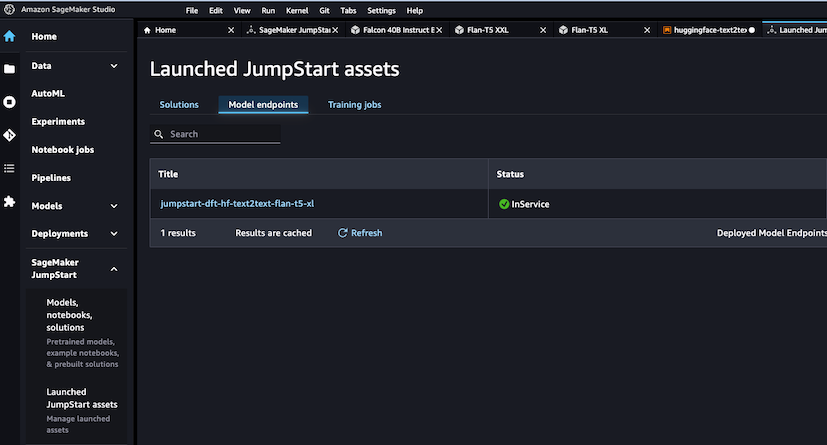 Amazon SageMaker Studio
File Edit View Run Kernel Git Tabs Settings Help
Home
SageMaker JumpStar
Falcon 40B Instruct B
Flan-T5 XXL
Flan-T5 XL
huggingface-text2tex
Launched Jum
Home
Data
AutoML
Experiments
Notebook jobs
Pipelines
Models
Deployments
SageMaker
JumpStart
Models,
notebooks,
solutions
Pretrained models,
example notebooks,
& prebuilt solutions
Launched
JumpStart assets
Manage launched
assets
Launched JumpStart assets
Solutions Model endpoints Training jobs
Search
Title Status
jumpstart-dft-hf-text2text-flan-t5-xl InService
1 results Results are cached Refresh Deployed Model Endpoints